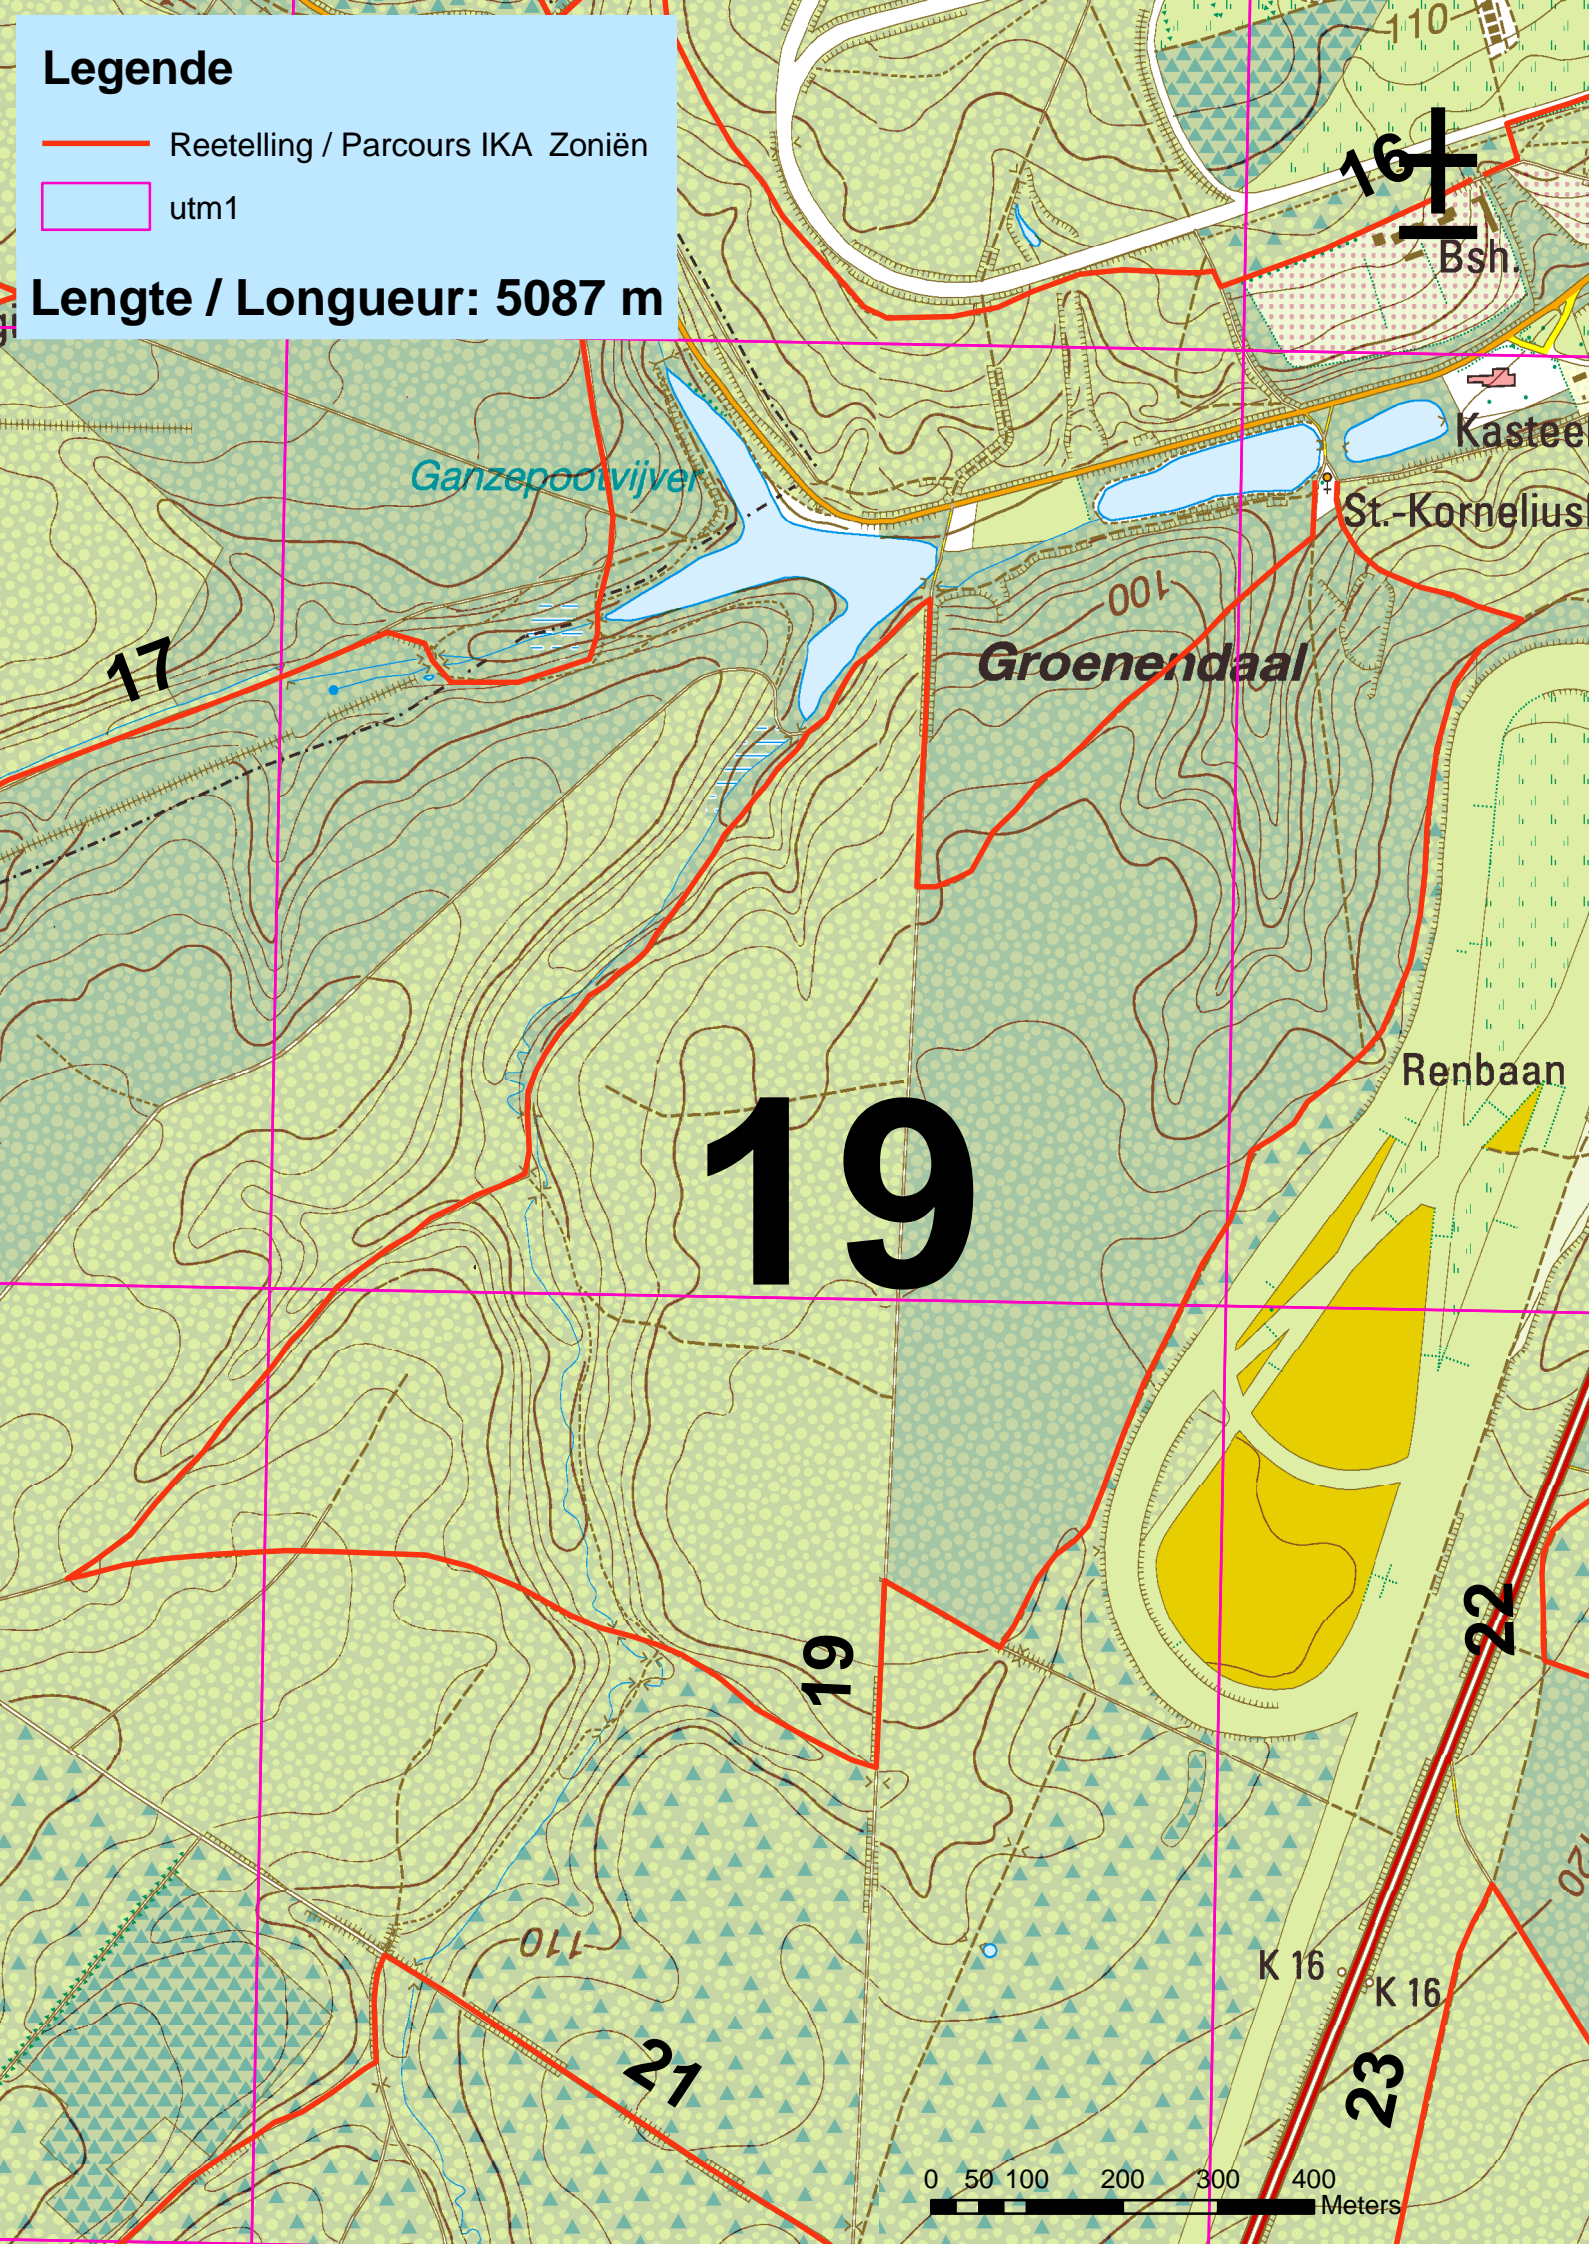 Legende
Reetelling / Parcours IKA Zoniën
utm1
Lengte / Longueur: 5087 m
110
16
Bsh.
Ganzepootvijver
Kasteel
St.-Kornelius
100
Groenendaal
17
Renbaan
19
19
22
120
110
K 16
K 16
21
23
0 50 100 200 300 400
Meters